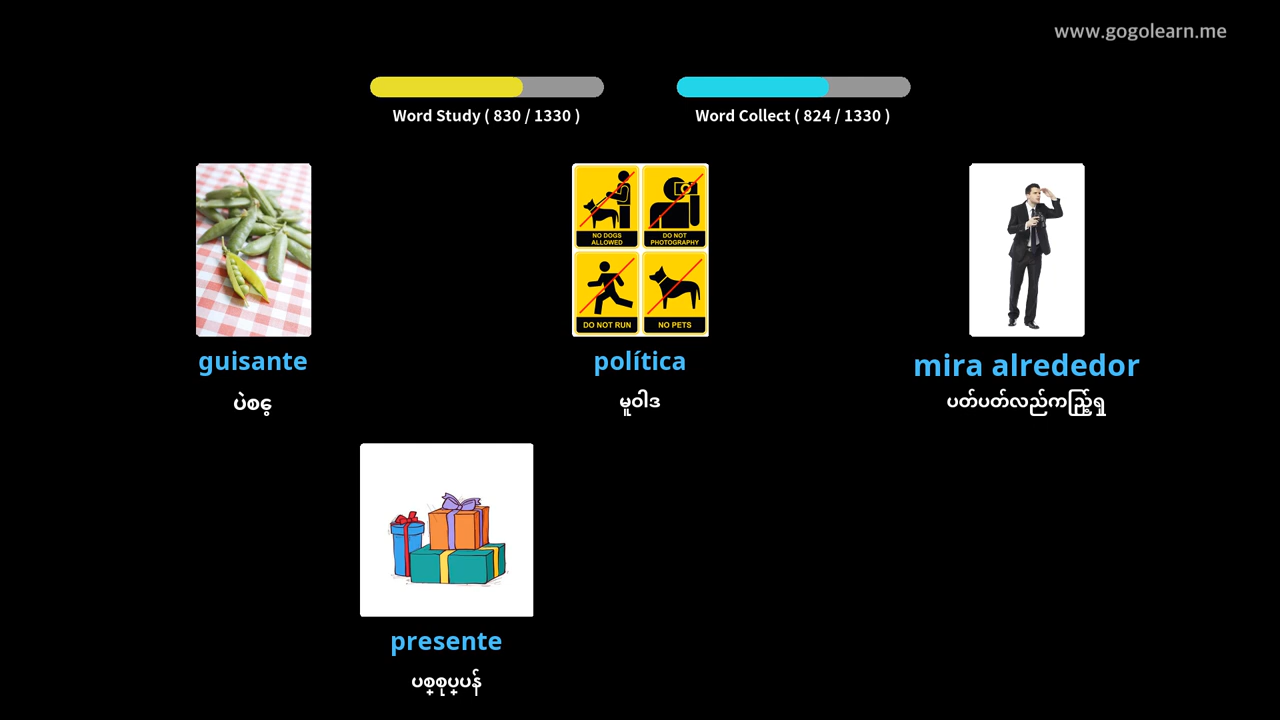 www.gogolearn.me
Word Study ( 830 / 1330 )
Word Collect ( 824 / 1330 )
NO DOGS
ALLOWED
DO NOT
PHOTOGRAPHY
DO NOT RUN
NO PETS
guisante
política
mira alrededor
ပဲစေ့
မူဝါဒ
ပတ်ပတ်လည်ကည့်ရှု
presente
ပစ္စုပ္ပန်